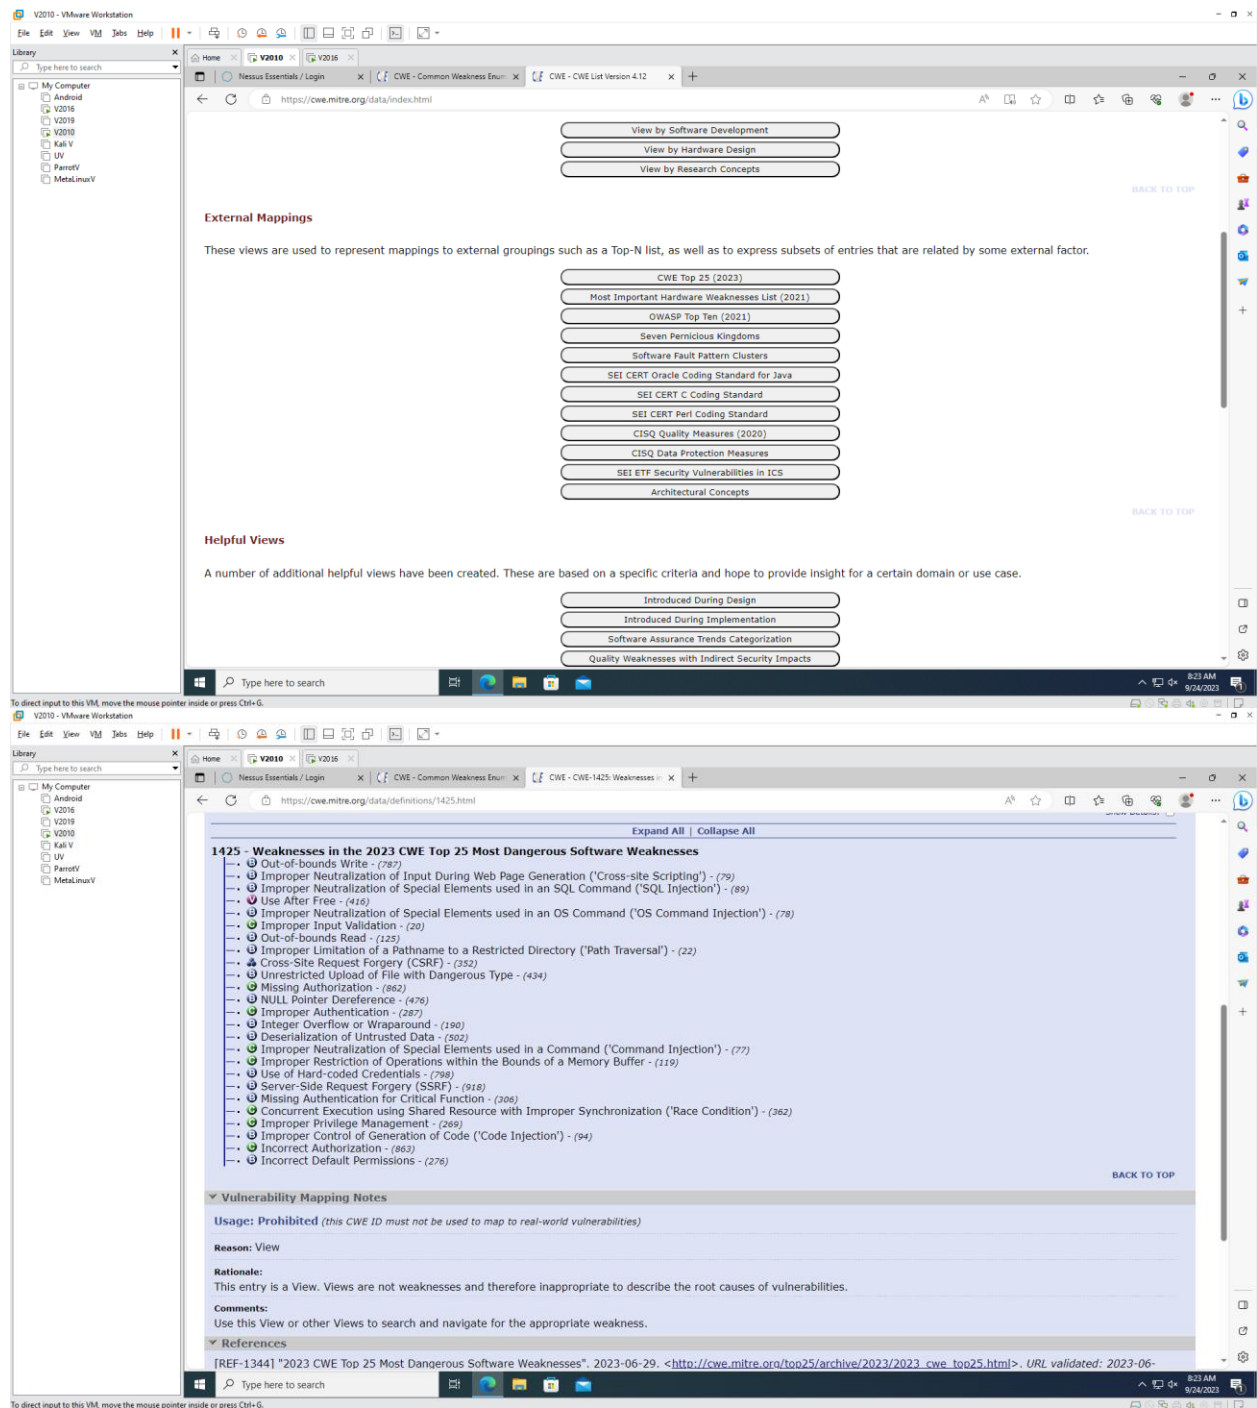 V2010 - VMware Workstation
File Edit View VM Tabs Help
Library
Type here to search
My Computer
Android
V2016
V2019
V2010
Kali V
UV
ParrotV
MetaLinuxV
Home V2010 V2016
Nessus Essentials / Login CWE - Common Weakness Enum CWE - CWE List Version 4.12
https://cwe.mitre.org/data/index.html
View by Software Development
View by Hardware Design
View by Research Concepts
BACK TO TOP
External Mappings
These views are used to represent mappings to external groupings such as a Top-N list, as well as to express subsets of entries that are related by some external factor.
CWE Top 25 (2023)
Most Important Hardware Weaknesses List (2021)
OWASP Top Ten (2021)
Seven Pernicious Kingdoms
Software Fault Pattern Clusters
SEI CERT Oracle Coding Standard for Java
SEI CERT C Coding Standard
SEI CERT Perl Coding Standard
CISQ Quality Measures (2020)
CISQ Data Protection Measures
SEI ETF Security Vulnerabilities in ICS
Architectural Concepts
BACK TO TOP
Helpful Views
A number of additional helpful views have been created. These are based on a specific criteria and hope to provide insight for a certain domain or use case.
Introduced During Design
Introduced During Implementation
Software Assurance Trends Categorization
Quality Weaknesses with Indirect Security Impacts
Type here to search
8:23 AM
9/24/2023
To direct input to this VM, move the mouse pointer inside or press Ctrl+G.
V2010 - VMware Workstation
File Edit View VM Tabs Help
Library
Type here to search
My Computer
Android
V2016
V2019
V2010
Kali V
UV
ParrotV
MetaLinuxV
Home V2010 V2016
Nessus Essentials / Login CWE - Common Weakness Enum CWE - CWE-1425: Weaknesses in
https://cwe.mitre.org/data/definitions/1425.html
Show Details:
Expand All | Collapse All
1425 - Weaknesses in the 2023 CWE Top 25 Most Dangerous Software Weaknesses
B Out-of-bounds Write - (787)
B Improper Neutralization of Input During Web Page Generation ('Cross-site Scripting') - (79)
B Improper Neutralization of Special Elements used in an SQL Command ('SQL Injection') - (89)
V Use After Free - (416)
B Improper Neutralization of Special Elements used in an OS Command ('OS Command Injection') - (78)
C Improper Input Validation - (20)
B Out-of-bounds Read - (125)
B Improper Limitation of a Pathname to a Restricted Directory ('Path Traversal') - (22)
Cross-Site Request Forgery (CSRF) - (352)
B Unrestricted Upload of File with Dangerous Type - (434)
C Missing Authorization - (862)
B NULL Pointer Dereference - (476)
C Improper Authentication - (287)
B Integer Overflow or Wraparound - (190)
B Deserialization of Untrusted Data - (502)
C Improper Neutralization of Special Elements used in a Command ('Command Injection') - (77)
C Improper Restriction of Operations within the Bounds of a Memory Buffer - (119)
B Use of Hard-coded Credentials - (798)
B Server-Side Request Forgery (SSRF) - (918)
B Missing Authentication for Critical Function - (306)
C Concurrent Execution using Shared Resource with Improper Synchronization ('Race Condition') - (362)
C Improper Privilege Management - (269)
B Improper Control of Generation of Code ('Code Injection') - (94)
C Incorrect Authorization - (863)
B Incorrect Default Permissions - (276)
BACK TO TOP
Vulnerability Mapping Notes
Usage: Prohibited (this CWE ID must not be used to map to real-world vulnerabilities)
Reason: View
Rationale:
This entry is a View. Views are not weaknesses and therefore inappropriate to describe the root causes of vulnerabilities.
Comments:
Use this View or other Views to search and navigate for the appropriate weakness.
References
[REF-1344] "2023 CWE Top 25 Most Dangerous Software Weaknesses". 2023-06-29. <http://cwe.mitre.org/top25/archive/2023/2023_cwe_top25.html>. URL validated: 2023-06-
Type here to search
8:23 AM
9/24/2023
To direct input to this VM, move the mouse pointer inside or press Ctrl+G.